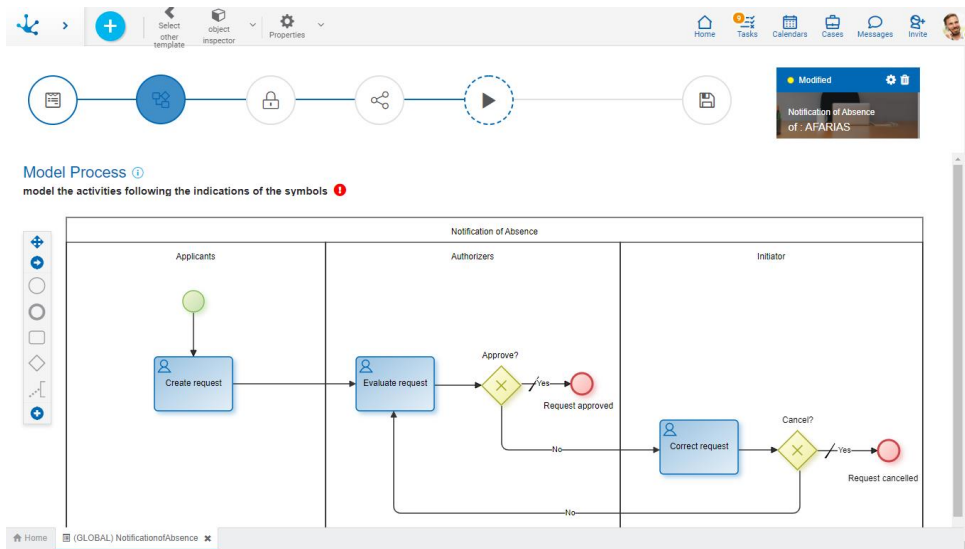 Select
other
template
object
inspector
Properties
Home
9
Tasks
Calendars
Cases
Messages
Invite
Modified
Notification of Absence
of : AFARIAS
Model Process
model the activities following the indications of the symbols
Notification of Absence
Applicants
Authorizers
Initiator
Create request
Evaluate request
Approve?
Yes
Request approved
No
Correct request
Cancel?
Yes
Request cancelled
No
Home
(GLOBAL) NotificationofAbsence